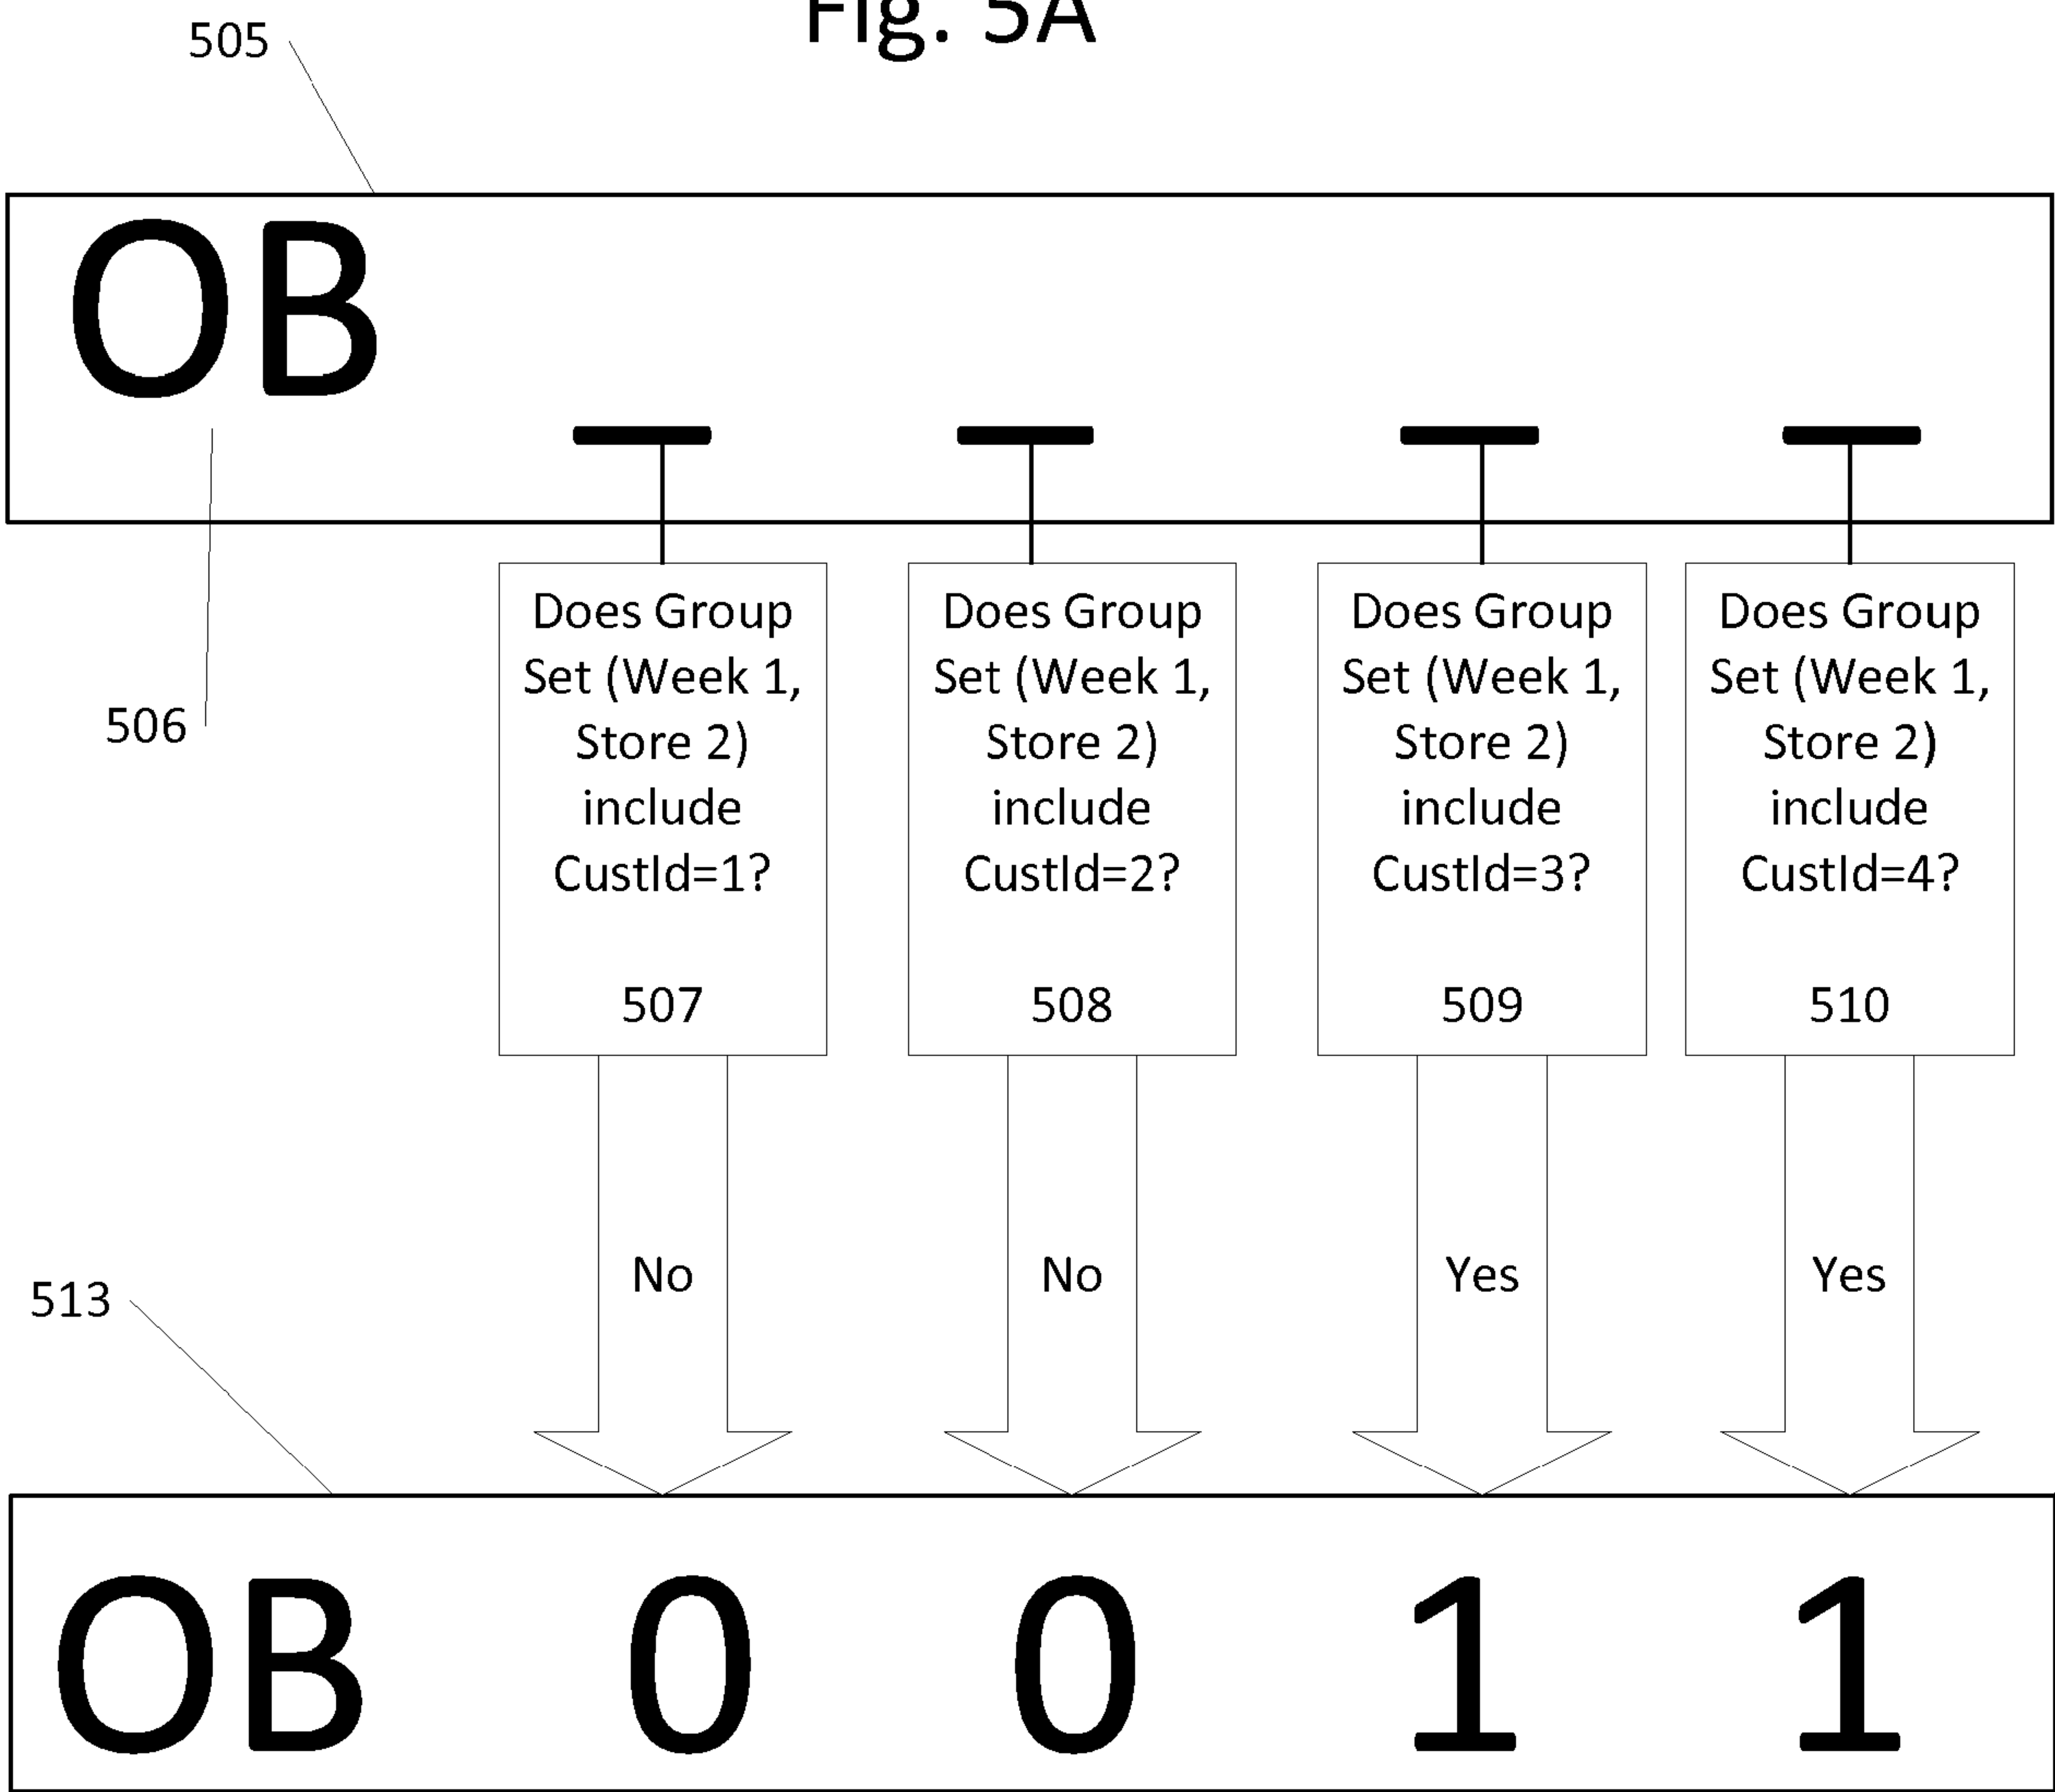 Fig. 5A
505
OB
506
Does Group
Set (Week 1,
Store 2)
include
CustId=1?
507
Does Group
Set (Week 1,
Store 2)
include
CustId=2?
508
Does Group
Set (Week 1,
Store 2)
include
CustId=3?
509
Does Group
Set (Week 1,
Store 2)
include
CustId=4?
510
No
No
Yes
Yes
513
OB 0 0 1 1